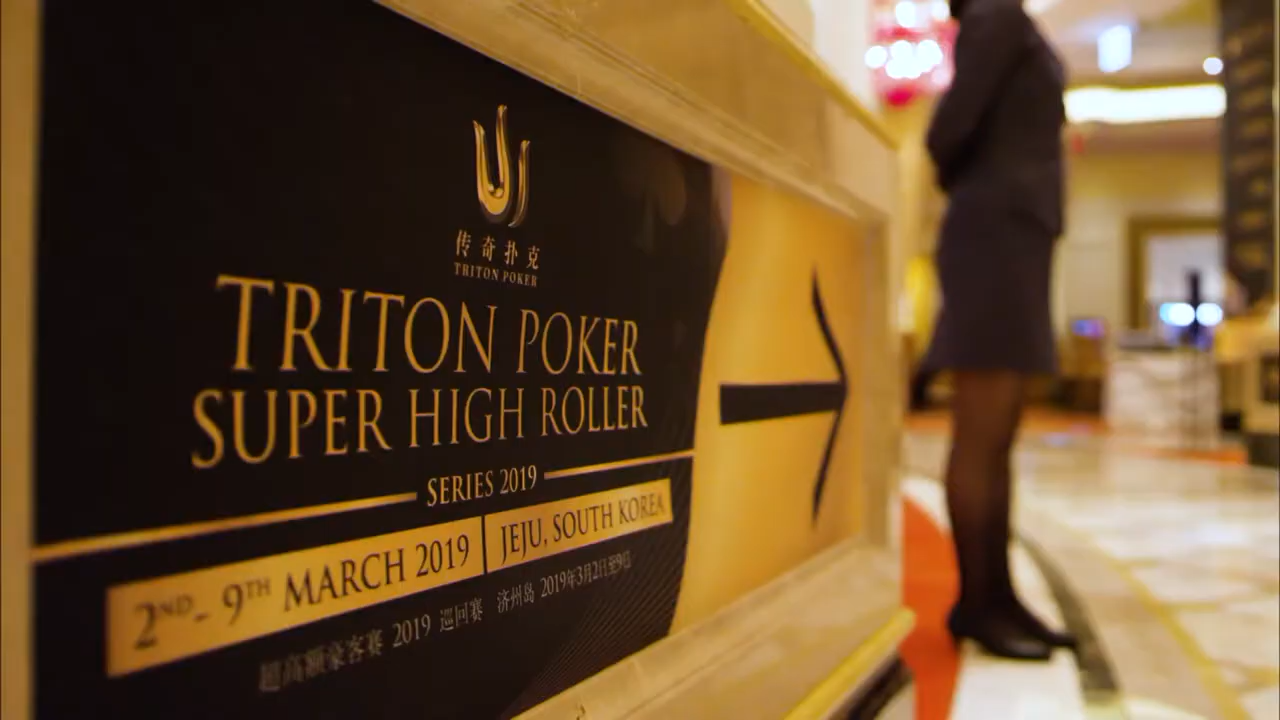 传奇扑克
TRITON POKER
TRITON POKER
SUPER HIGH ROLLER
SERIES 2019
2ND - 9TH MARCH 2019 | JEJU, SOUTH KOREA
超高额豪客赛 2019 巡回赛 济州岛 2019年3月2日至9日